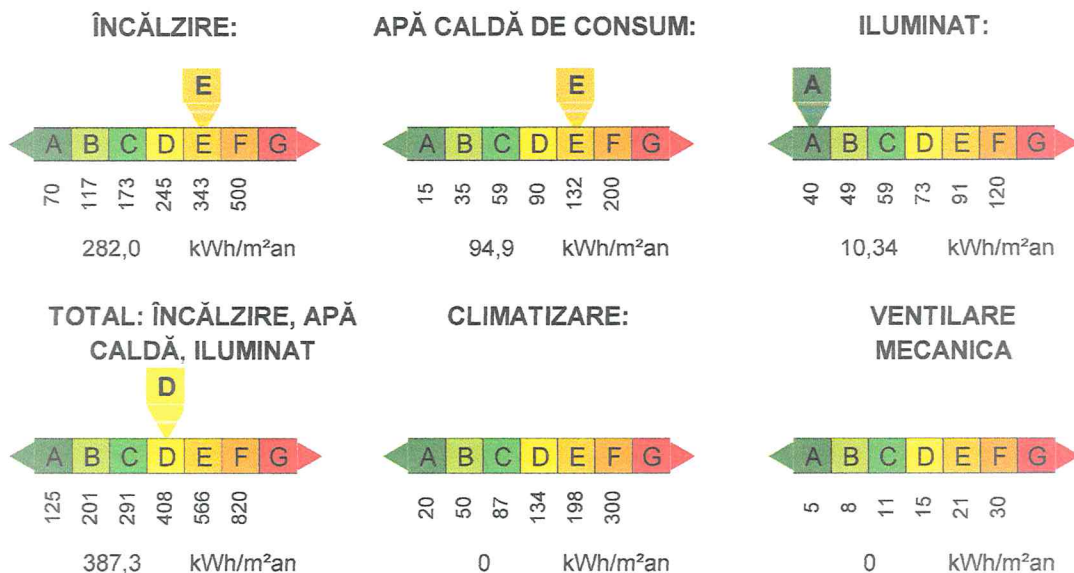 ÎNCĂLZIRE:
E
A B C D E F G
70 117 173 245 343 500
282,0 kWh/m²an
APĂ CALDĂ DE CONSUM:
E
A B C D E F G
15 35 59 90 132 200
94,9 kWh/m²an
ILUMINAT:
A
A B C D E F G
40 49 59 73 91 120
10,34 kWh/m²an
TOTAL: ÎNCĂLZIRE, APĂ
CALDĂ, ILUMINAT
D
A B C D E F G
125 201 291 408 566 820
387,3 kWh/m²an
CLIMATIZARE:
A B C D E F G
20 50 87 134 198 300
0 kWh/m²an
VENTILARE
MECANICA
A B C D E F G
5 8 11 15 21 30
0 kWh/m²an